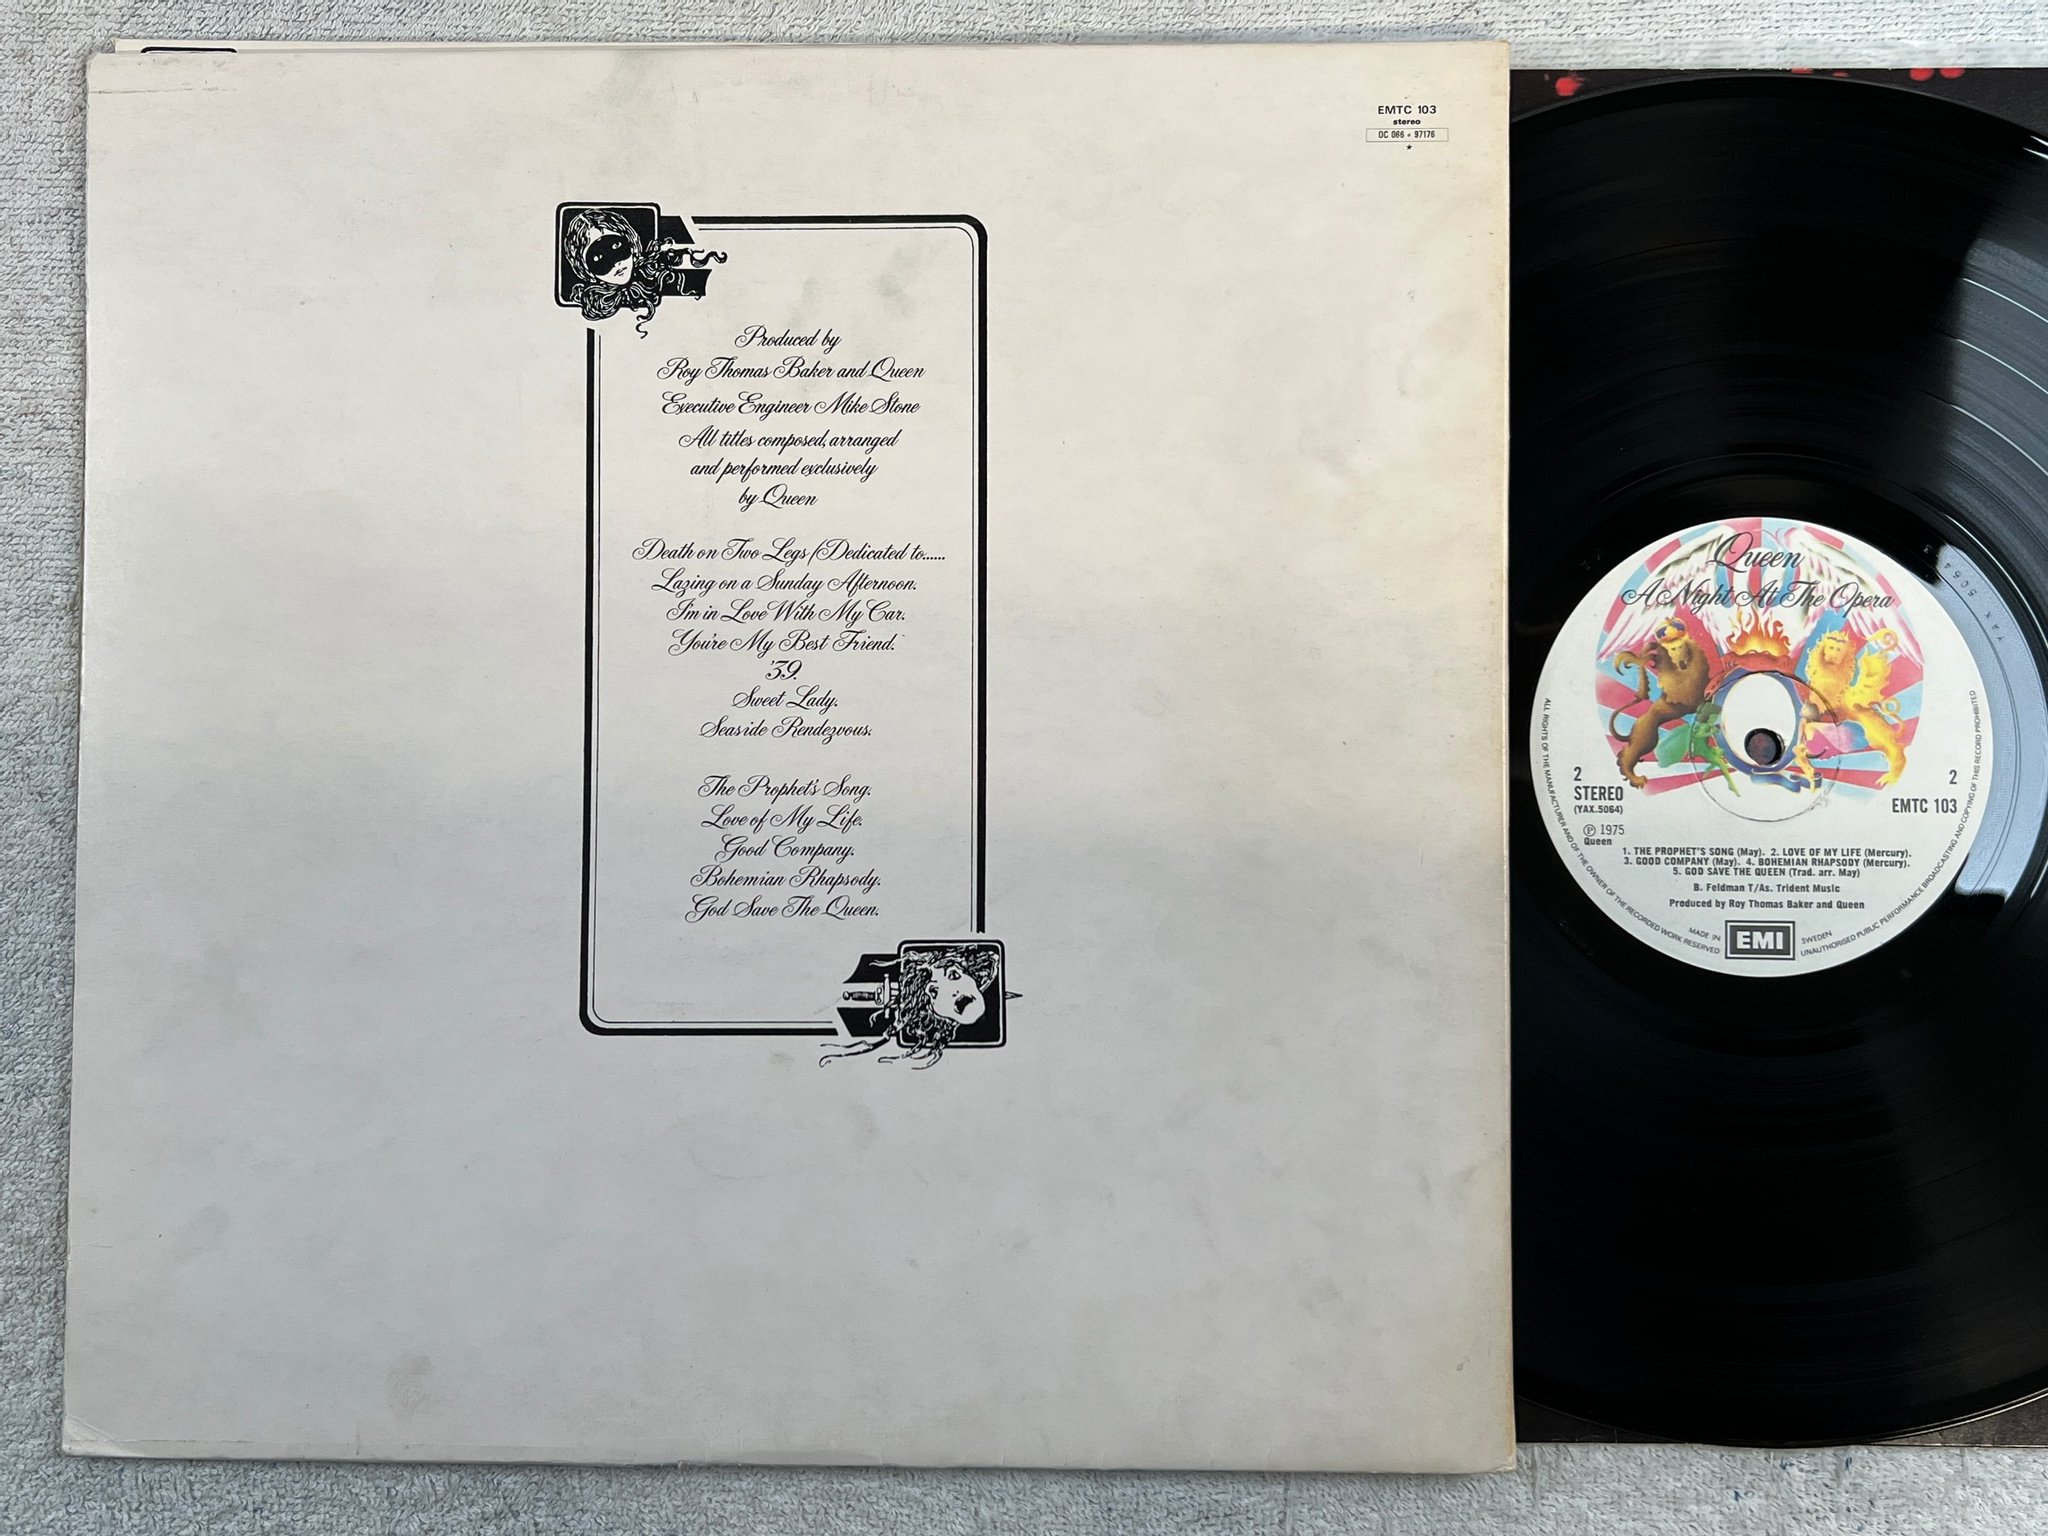 EMTC 103
stereo
OC 066 • 97176
*
Produced by
Roy Thomas Baker and Queen
Executive Engineer Mike Stone
All titles composed, arranged
and performed exclusively
by Queen
Death on Two Legs (Dedicated to......
Lazing on a Sunday Afternoon.
I'm in Love With My Car.
You're My Best Friend.
'39.
Sweet Lady.
Seaside Rendezvous.
The Prophet's Song.
Love of My Life.
Good Company.
Bohemian Rhapsody.
God Save The Queen.
YAX 5064
Queen
A Night At The Opera
2
STEREO
(YAX.5064)
℗ 1975
Queen
2
EMTC 103
1. THE PROPHET'S SONG (May). 2. LOVE OF MY LIFE (Mercury).
3. GOOD COMPANY (May). 4. BOHEMIAN RHAPSODY (Mercury).
5. GOD SAVE THE QUEEN (Trad. arr. May)
B. Feldman T/As. Trident Music
Produced by Roy Thomas Baker and Queen
MADE IN EMI SWEDEN
ALL RIGHTS OF THE MANUFACTURER AND OF THE OWNER OF THE RECORDED WORK RESERVED
UNAUTHORISED PUBLIC PERFORMANCE BROADCASTING AND COPYING OF THIS RECORD PROHIBITED